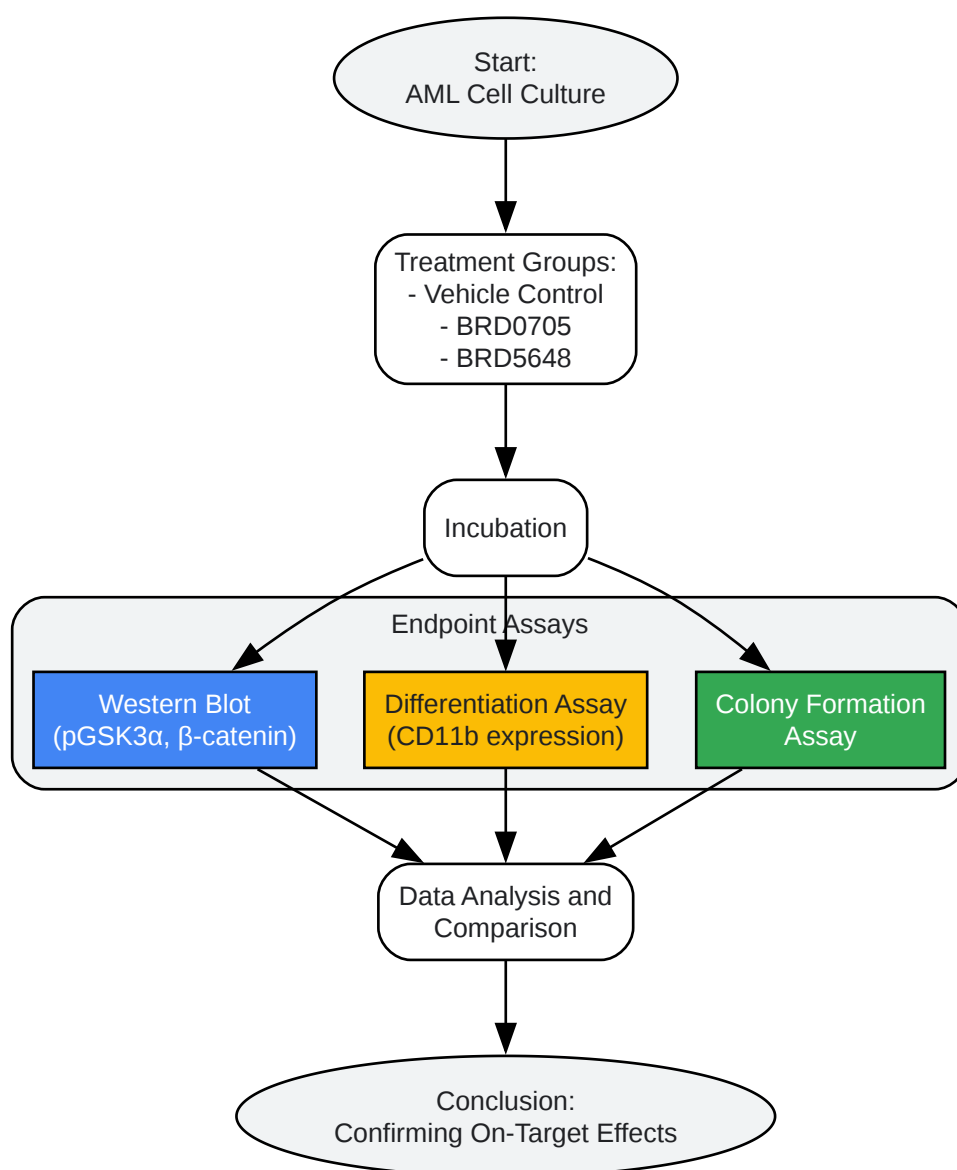 Start:
AML Cell Culture
Treatment Groups:
- Vehicle Control
- BRD0705
- BRD5648
Incubation
Endpoint Assays
Western Blot
(pGSK3α, β-catenin)
Differentiation Assay
(CD11b expression)
Colony Formation
Assay
Data Analysis and
Comparison
Conclusion:
Confirming On-Target Effects